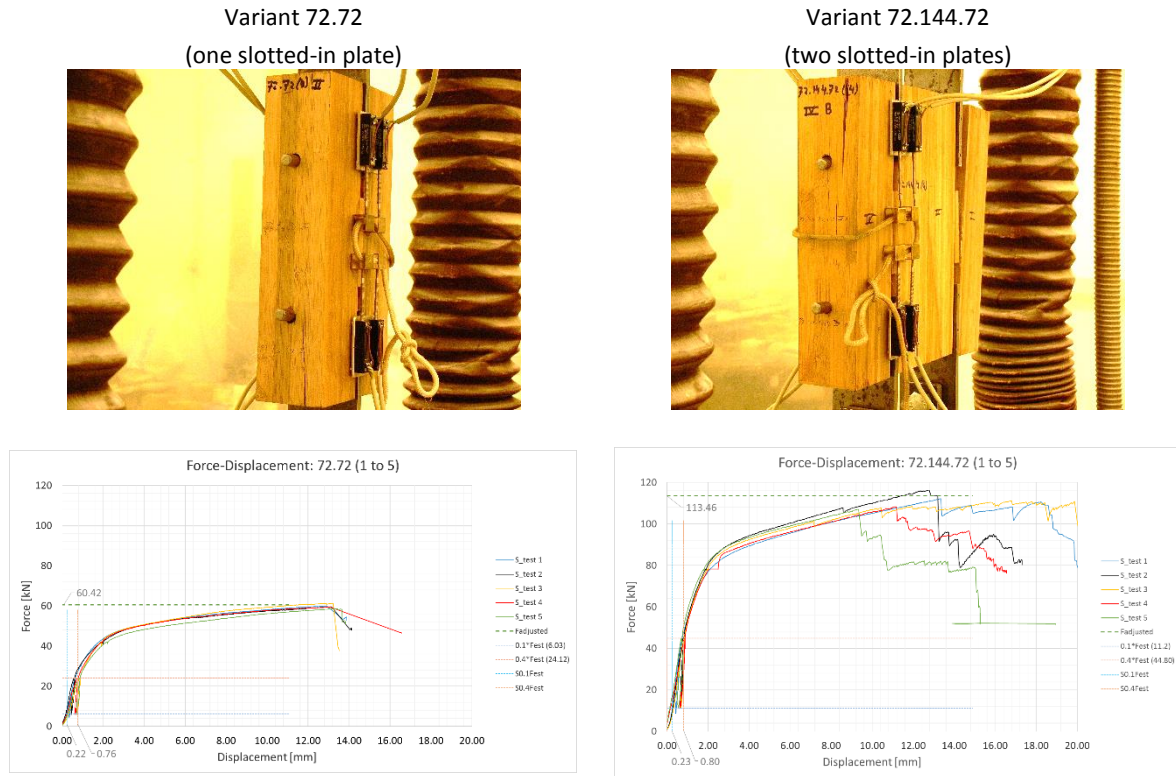 Variant 72.72
(one slotted-in plate)
Variant 72.144.72
(two slotted-in plates)
IV B
Force-Displacement: 72.72 (1 to 5)
Force [kN]
120
100
80
60
40
20
0
60.42
0.00 2.00 4.00 6.00 8.00 10.00 12.00 14.00 16.00 18.00 20.00
0.22 0.76
Displacement [mm]
S_test 1
S_test 2
S_test 3
S_test 4
S_test 5
Fadjusted
0.1*Fest (6.03)
0.4*Fest (24.12)
S0.1Fest
S0.4Fest
Force-Displacement: 72.144.72 (1 to 5)
Force [kN]
120
100
80
60
40
20
0
113.46
0.00 2.00 4.00 6.00 8.00 10.00 12.00 14.00 16.00 18.00 20.00
0.23 0.80
Displacement [mm]
S_test 1
S_test 2
S_test 3
S_test 4
S_test 5
Fadjusted
0.1*Fest (11.2)
0.4*Fest (44.80)
S0.1Fest
S0.4Fest